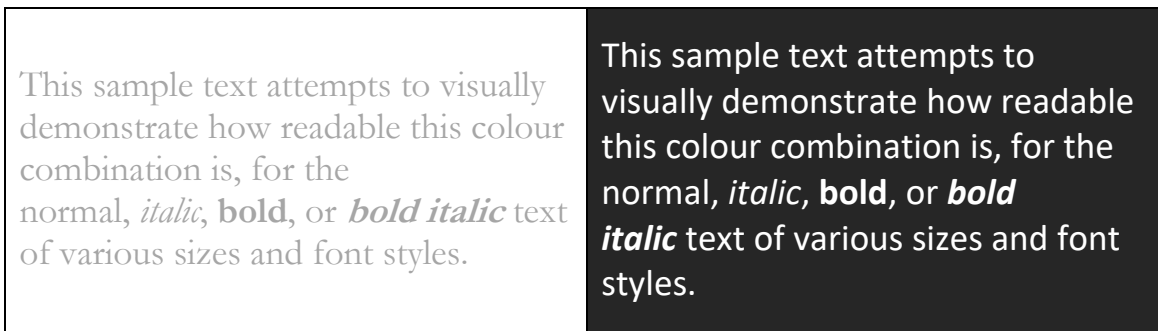 This sample text attempts to visually
demonstrate how readable this colour
combination is, for the
normal, italic, bold, or bold italic text
of various sizes and font styles.
This sample text attempts to
visually demonstrate how readable
this colour combination is, for the
normal, italic, bold, or bold
italic text of various sizes and font
styles.